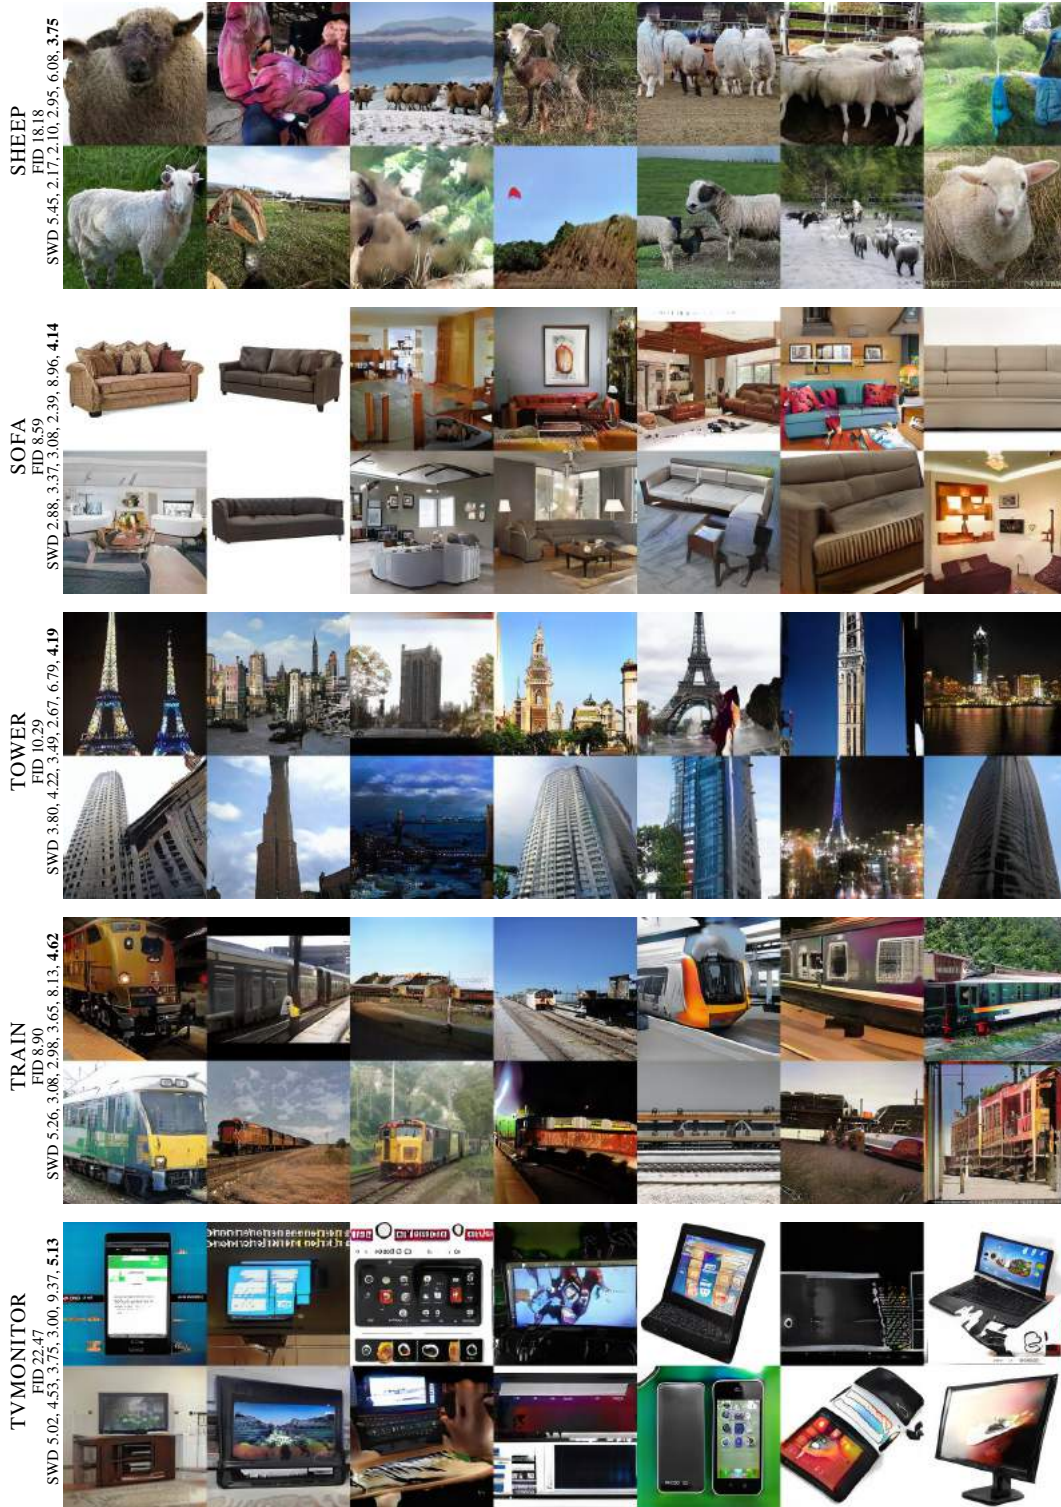 SHEEP
FID 18.18
SWD 5.45, 2.17, 2.10, 2.95, 6.08, 3.75
SOFA
FID 8.59
SWD 2.88, 3.37, 3.08, 2.39, 8.96, 4.14
TOWER
FID 10.29
SWD 3.80, 4.22, 3.49, 2.67, 6.79, 4.19
TRAIN
FID 8.90
SWD 5.26, 3.08, 2.98, 3.65, 8.13, 4.62
TVMONITOR
FID 22.47
SWD 5.02, 4.53, 3.75, 3.00, 9.37, 5.13